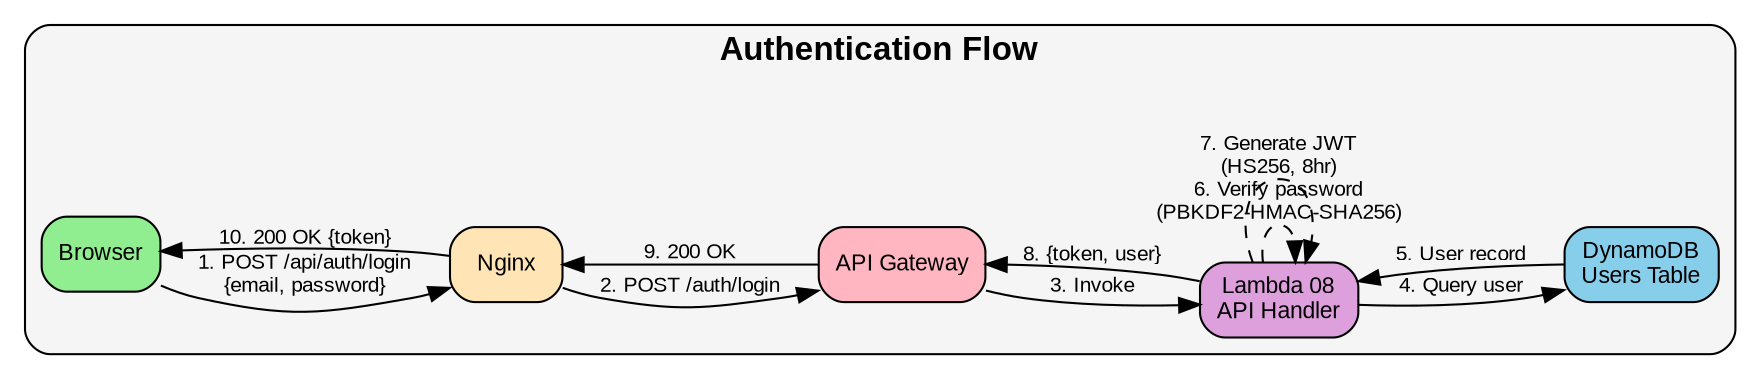 Authentication Flow
7. Generate JWT
(HS256, 8hr)
6. Verify password
(PBKDF2-HMAC-SHA256)
Browser
10. 200 OK {token}
1. POST /api/auth/login
{email, password}
Nginx
9. 200 OK
2. POST /auth/login
API Gateway
8. {token, user}
3. Invoke
Lambda 08
API Handler
5. User record
4. Query user
DynamoDB
Users Table